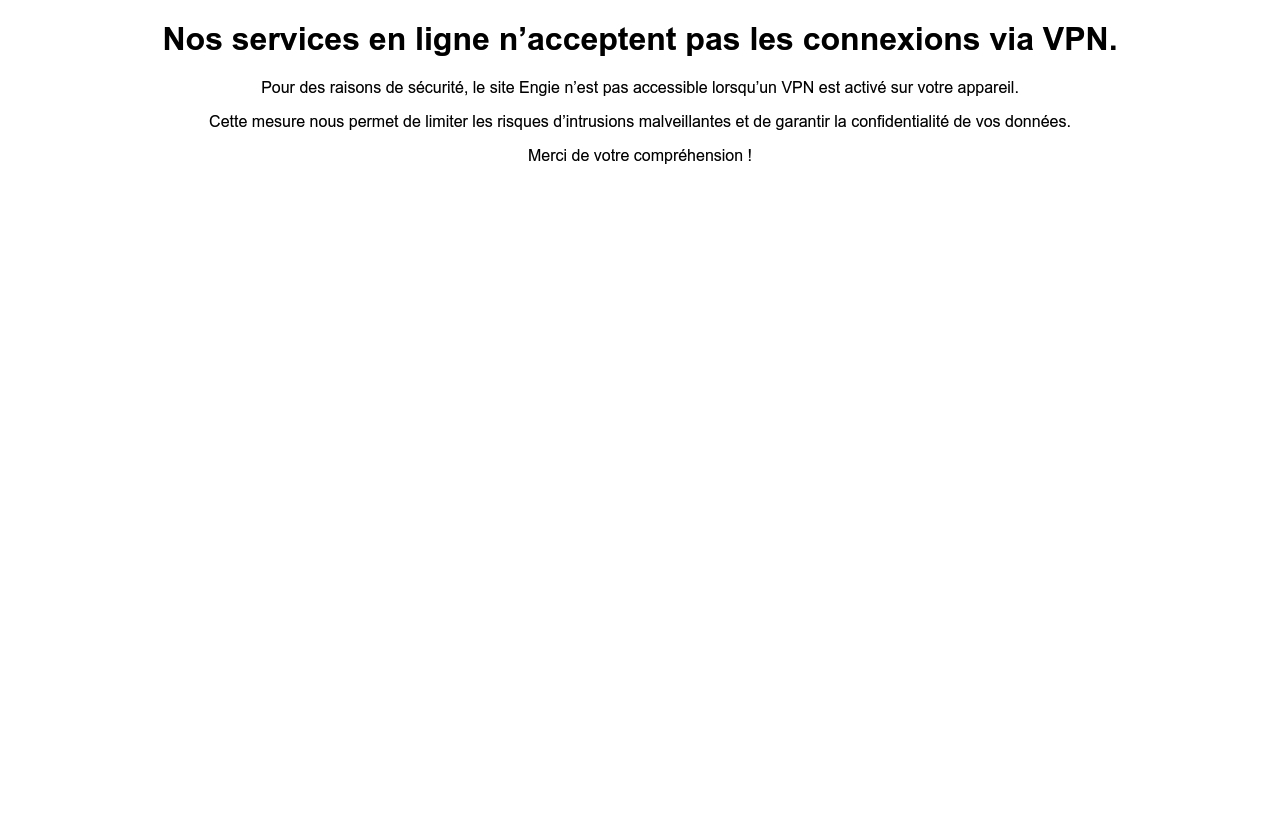 Nos services en ligne n’acceptent pas les connexions via VPN.
Pour des raisons de sécurité, le site Engie n’est pas accessible lorsqu’un VPN est activé sur votre appareil.
Cette mesure nous permet de limiter les risques d’intrusions malveillantes et de garantir la confidentialité de vos données.
Merci de votre compréhension !